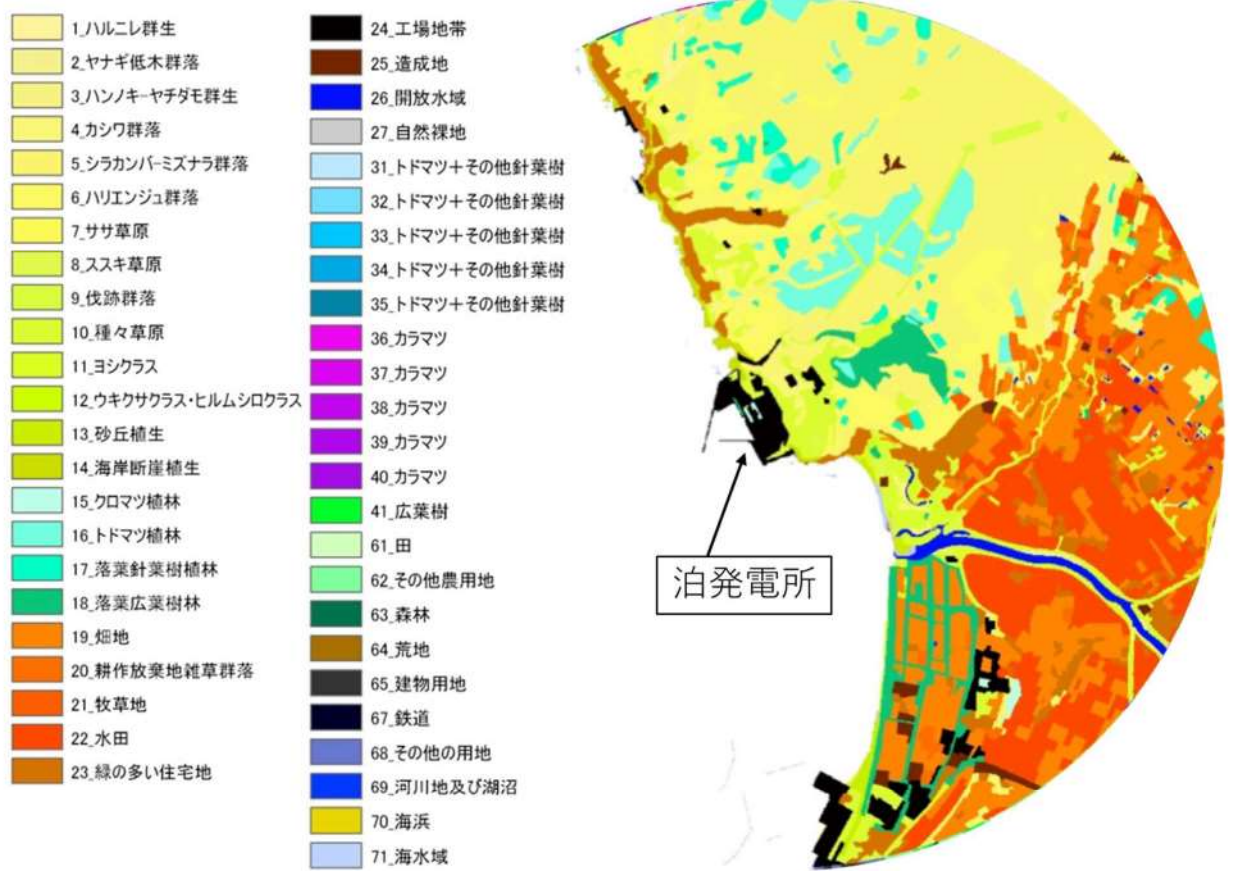 1_ハルニレ群生
2_ヤナギ低木群落
3_ハンノキーヤチダモ群生
4_カシワ群落
5_シラカンバーミズナラ群落
6_ハリエンジュ群落
7_ササ草原
8_ススキ草原
9_伐跡群落
10_種々草原
11_ヨシクラス
12_ウキクサクラス・ヒルムシロクラス
13_砂丘植生
14_海岸断崖植生
15_クロマツ植林
16_トドマツ植林
17_落葉針葉樹植林
18_落葉広葉樹林
19_畑地
20_耕作放棄地雑草群落
21_牧草地
22_水田
23_緑の多い住宅地
24_工場地帯
25_造成地
26_開放水域
27_自然裸地
31_トドマツ+その他針葉樹
32_トドマツ+その他針葉樹
33_トドマツ+その他針葉樹
34_トドマツ+その他針葉樹
35_トドマツ+その他針葉樹
36_カラマツ
37_カラマツ
38_カラマツ
39_カラマツ
40_カラマツ
41_広葉樹
61_田
62_その他農用地
63_森林
64_荒地
65_建物用地
67_鉄道
68_その他の用地
69_河川地及び湖沼
70_海浜
71_海水域
泊発電所